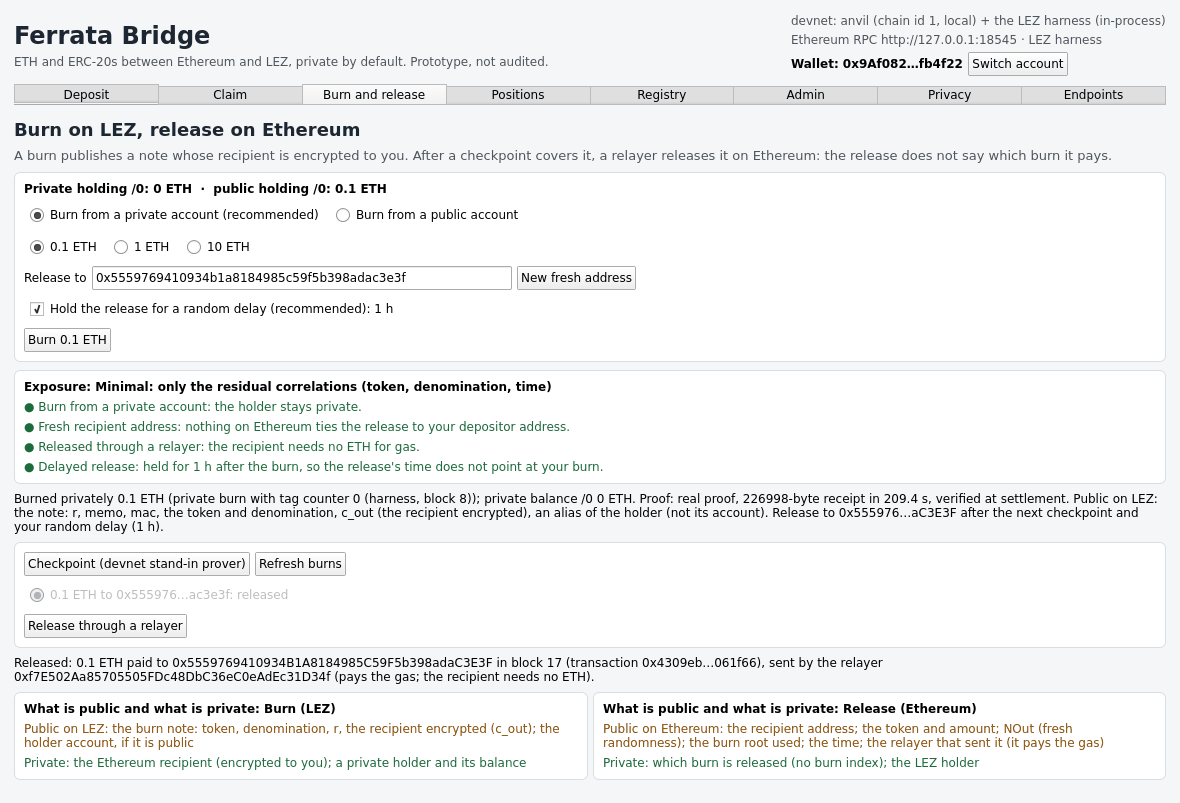 Ferrata Bridge
ETH and ERC-20s between Ethereum and LEZ, private by default. Prototype, not audited.
devnet: anvil (chain id 1, local) + the LEZ harness (in-process)
Ethereum RPC http://127.0.0.1:18545 · LEZ harness
Wallet: 0x9Af082…fb4f22 Switch account
Deposit Claim Burn and release Positions Registry Admin Privacy Endpoints
Burn on LEZ, release on Ethereum
A burn publishes a note whose recipient is encrypted to you. After a checkpoint covers it, a relayer releases it on Ethereum: the release does not say which burn it pays.
Private holding /0: 0 ETH · public holding /0: 0.1 ETH
Burn from a private account (recommended) Burn from a public account
0.1 ETH 1 ETH 10 ETH
Release to 0x5559769410934b1a8184985c59f5b398adac3e3f New fresh address
Hold the release for a random delay (recommended): 1 h
Burn 0.1 ETH
Exposure: Minimal: only the residual correlations (token, denomination, time)
● Burn from a private account: the holder stays private.
● Fresh recipient address: nothing on Ethereum ties the release to your depositor address.
● Released through a relayer: the recipient needs no ETH for gas.
● Delayed release: held for 1 h after the burn, so the release's time does not point at your burn.
Burned privately 0.1 ETH (private burn with tag counter 0 (harness, block 8)); private balance /0 0 ETH. Proof: real proof, 226998-byte receipt in 209.4 s, verified at settlement. Public on LEZ:
the note: r, memo, mac, the token and denomination, c_out (the recipient encrypted), an alias of the holder (not its account). Release to 0x555976…aC3E3F after the next checkpoint and
your random delay (1 h).
Checkpoint (devnet stand-in prover) Refresh burns
0.1 ETH to 0x555976…ac3e3f: released
Release through a relayer
Released: 0.1 ETH paid to 0x5559769410934B1A8184985C59F5b398adaC3E3F in block 17 (transaction 0x4309eb…061f66), sent by the relayer
0xf7E502Aa85705505FDc48DbC36eC0eAdEc31D34f (pays the gas; the recipient needs no ETH).
What is public and what is private: Burn (LEZ)
Public on LEZ: the burn note: token, denomination, r, the recipient encrypted (c_out); the
holder account, if it is public
Private: the Ethereum recipient (encrypted to you); a private holder and its balance
What is public and what is private: Release (Ethereum)
Public on Ethereum: the recipient address; the token and amount; NOut (fresh
randomness); the burn root used; the time; the relayer that sent it (it pays the gas)
Private: which burn is released (no burn index); the LEZ holder